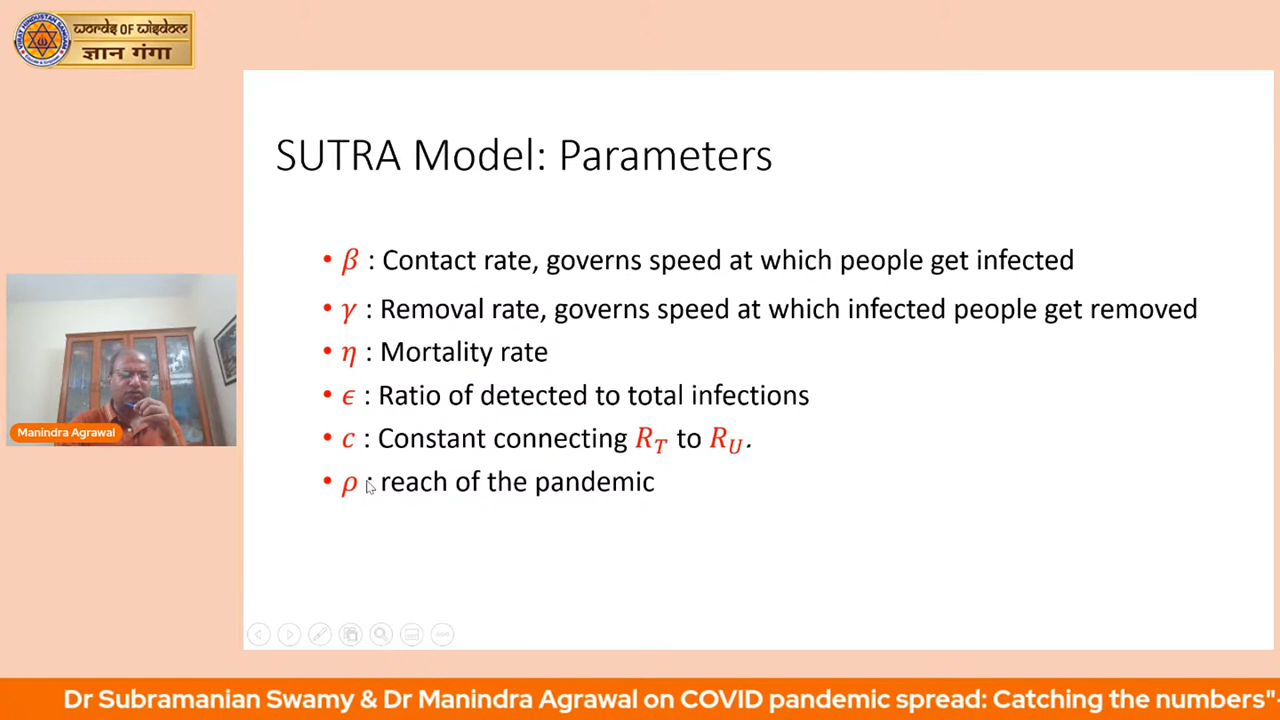 WORDS OF WISDOM
ज्ञान गंगा
SUTRA Model: Parameters
• β : Contact rate, governs speed at which people get infected
• γ : Removal rate, governs speed at which infected people get removed
• η : Mortality rate
• ϵ : Ratio of detected to total infections
• c : Constant connecting R_T to R_U.
• ρ : reach of the pandemic
Manindra Agrawal
Dr Subramanian Swamy & Dr Manindra Agrawal on COVID pandemic spread: Catching the numbers"